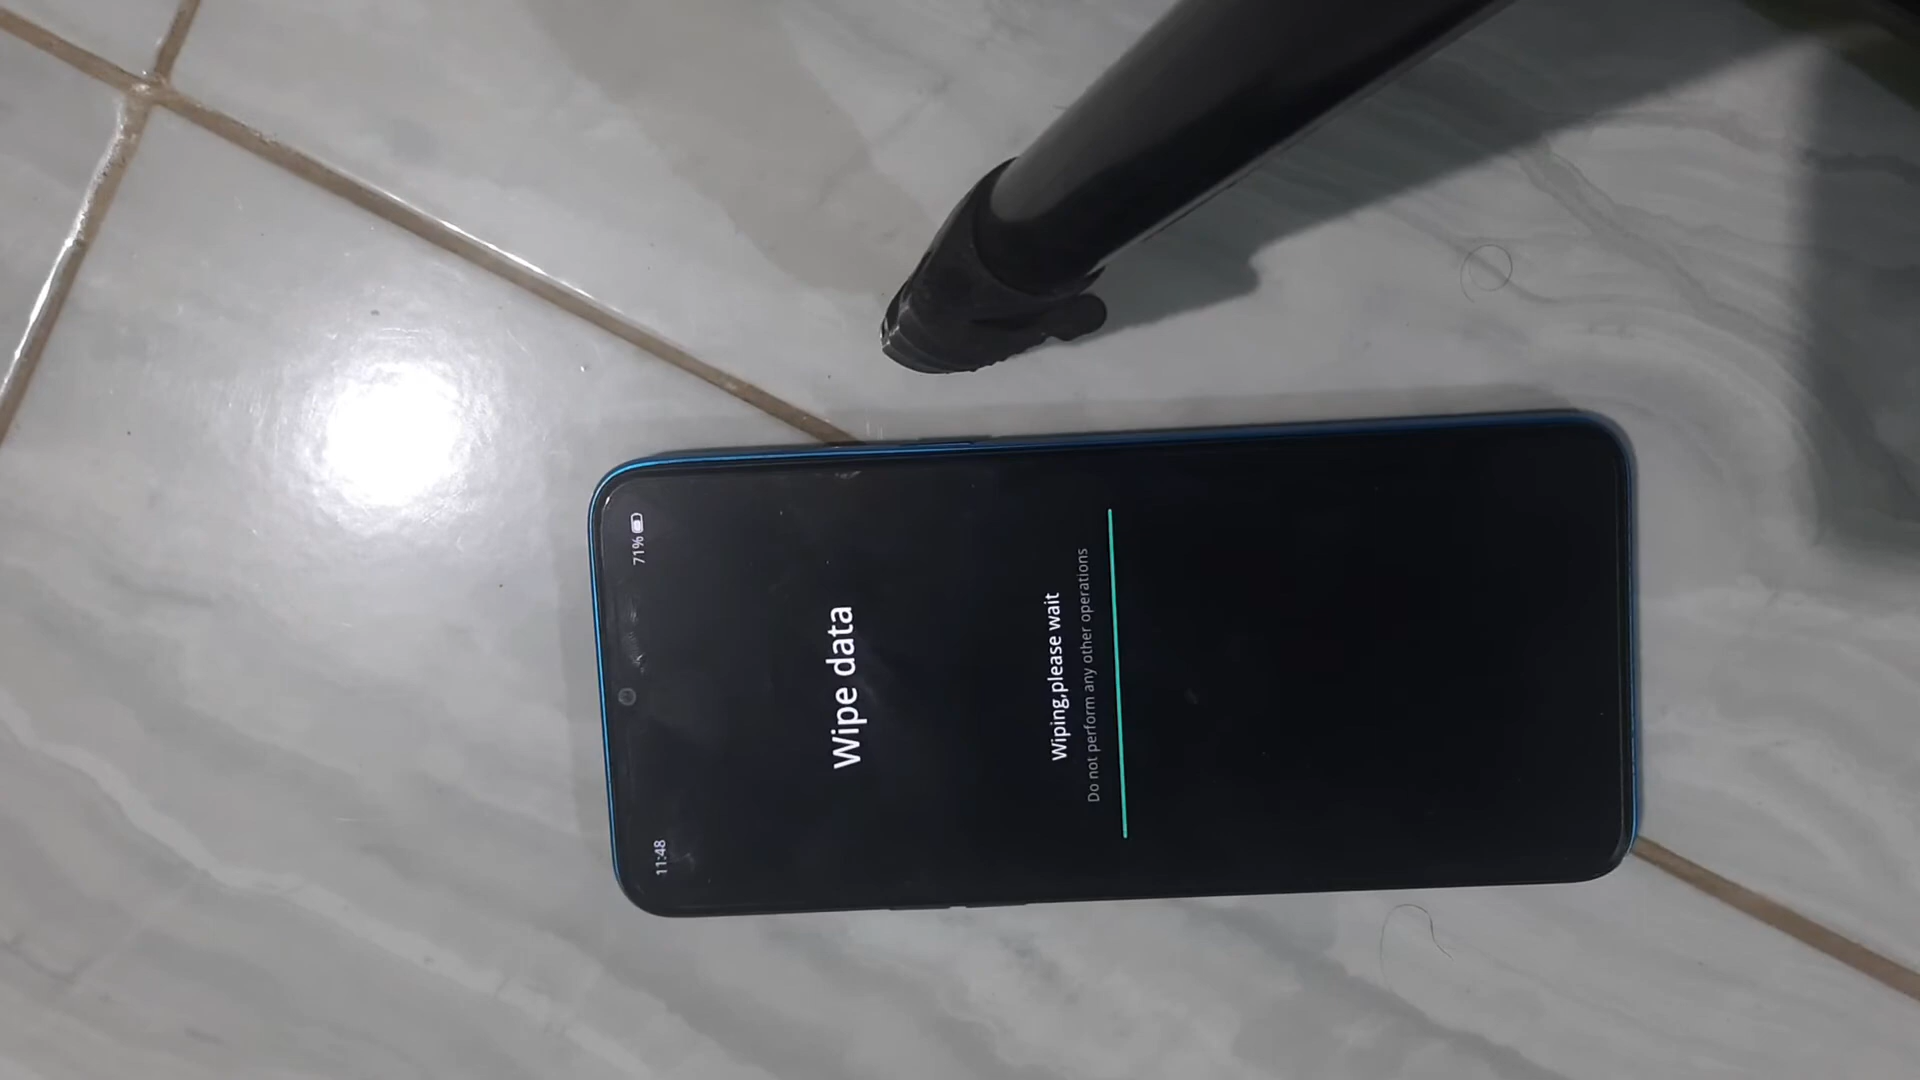 11:48 71%
Wipe data
Wiping,please wait
Do not perform any other operations